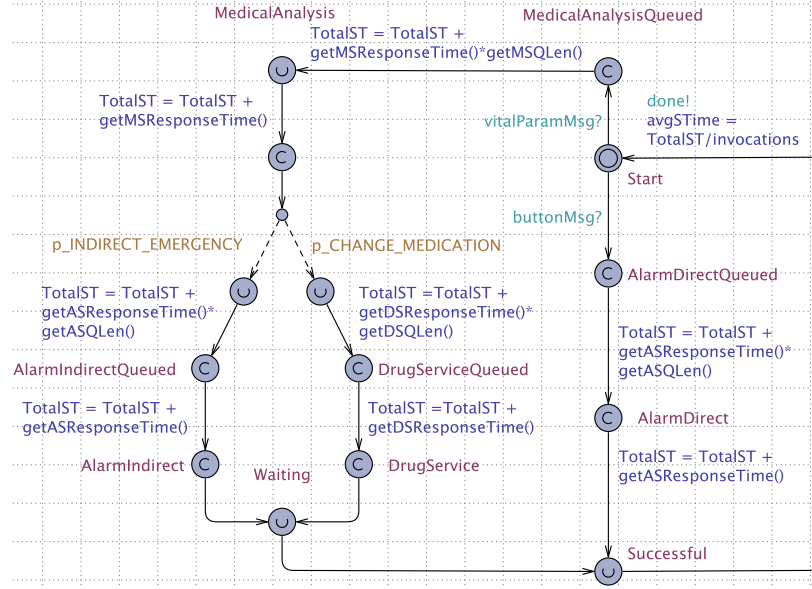 MedicalAnalysis
MedicalAnalysisQueued
TotalST = TotalST +
getMSResponseTime()*getMSQLen()
TotalST = TotalST +
getMSResponseTime()
vitalParamMsg?
done!
avgSTime =
TotalST/invocations
Start
buttonMsg?
p_INDIRECT_EMERGENCY
p_CHANGE_MEDICATION
AlarmDirectQueued
TotalST = TotalST +
getASResponseTime()*
getASQLen()
TotalST =TotalST +
getDSResponseTime()*
getDSQLen()
TotalST = TotalST +
getASResponseTime()*
getASQLen()
AlarmIndirectQueued
DrugServiceQueued
TotalST = TotalST +
getASResponseTime()
TotalST =TotalST +
getDSResponseTime()
AlarmDirect
AlarmIndirect
Waiting
DrugService
TotalST = TotalST +
getASResponseTime()
Successful
C
C
C
C
C
C
C
C